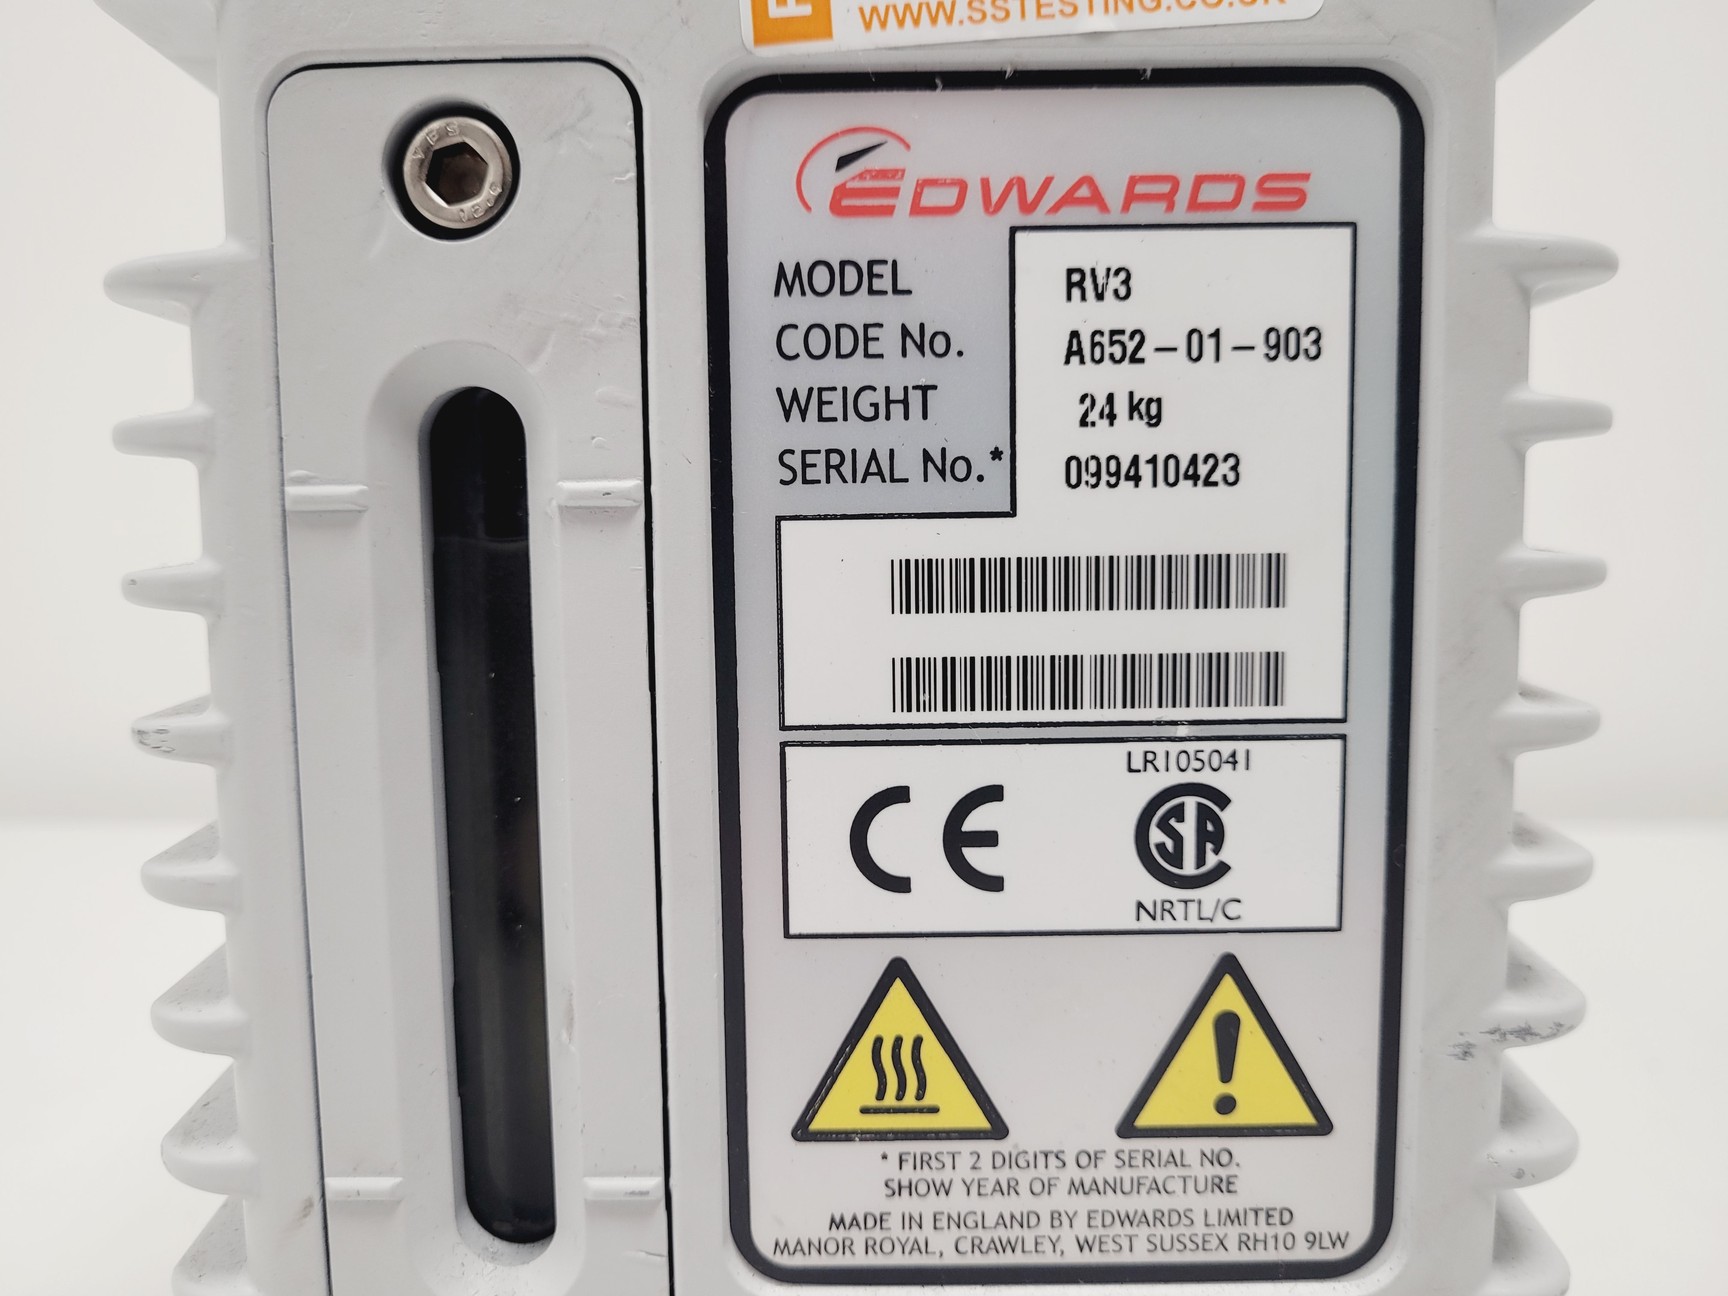 WWW.SSTESTING.CO.UK
EDWARDS
MODEL RV3
CODE No. A652-01-903
WEIGHT 24 kg
SERIAL No.* 099410423
LR105041
CE CSA
NRTL/C
* FIRST 2 DIGITS OF SERIAL NO.
SHOW YEAR OF MANUFACTURE
MADE IN ENGLAND BY EDWARDS LIMITED
MANOR ROYAL, CRAWLEY, WEST SUSSEX RH10 9LW